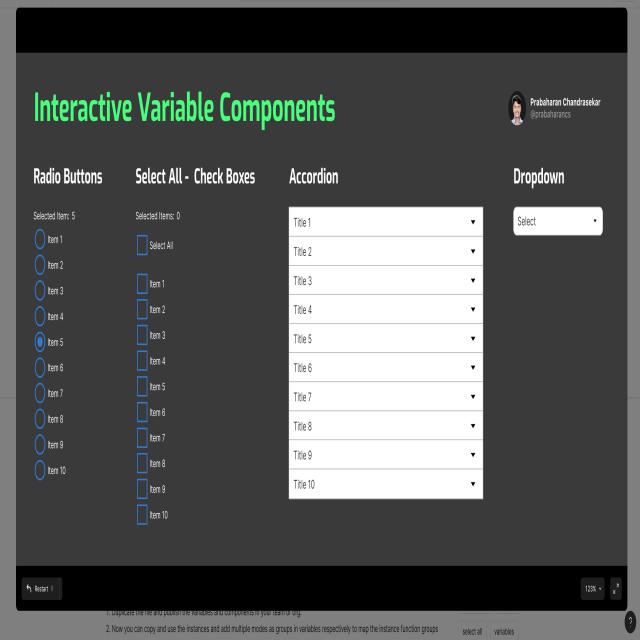 Interactive Variable Components
Prabaharan Chandrasekar
@prabaharancs
Radio Buttons
Selected Item: 5
Item 1
Item 2
Item 3
Item 4
Item 5
Item 6
Item 7
Item 8
Item 9
Item 10
Select All - Check Boxes
Selected Items: 0
Select All
Item 1
Item 2
Item 3
Item 4
Item 5
Item 6
Item 7
Item 8
Item 9
Item 10
Accordion
Title 1
Title 2
Title 3
Title 4
Title 5
Title 6
Title 7
Title 8
Title 9
Title 10
Dropdown
Select
Restart
123%
?
1. Duplicate the file and publish the variables and components in your team or org.
2. Now you can copy and use the instances and add multiple modes as groups in variables respectively to map the instance function groups
select all
variables